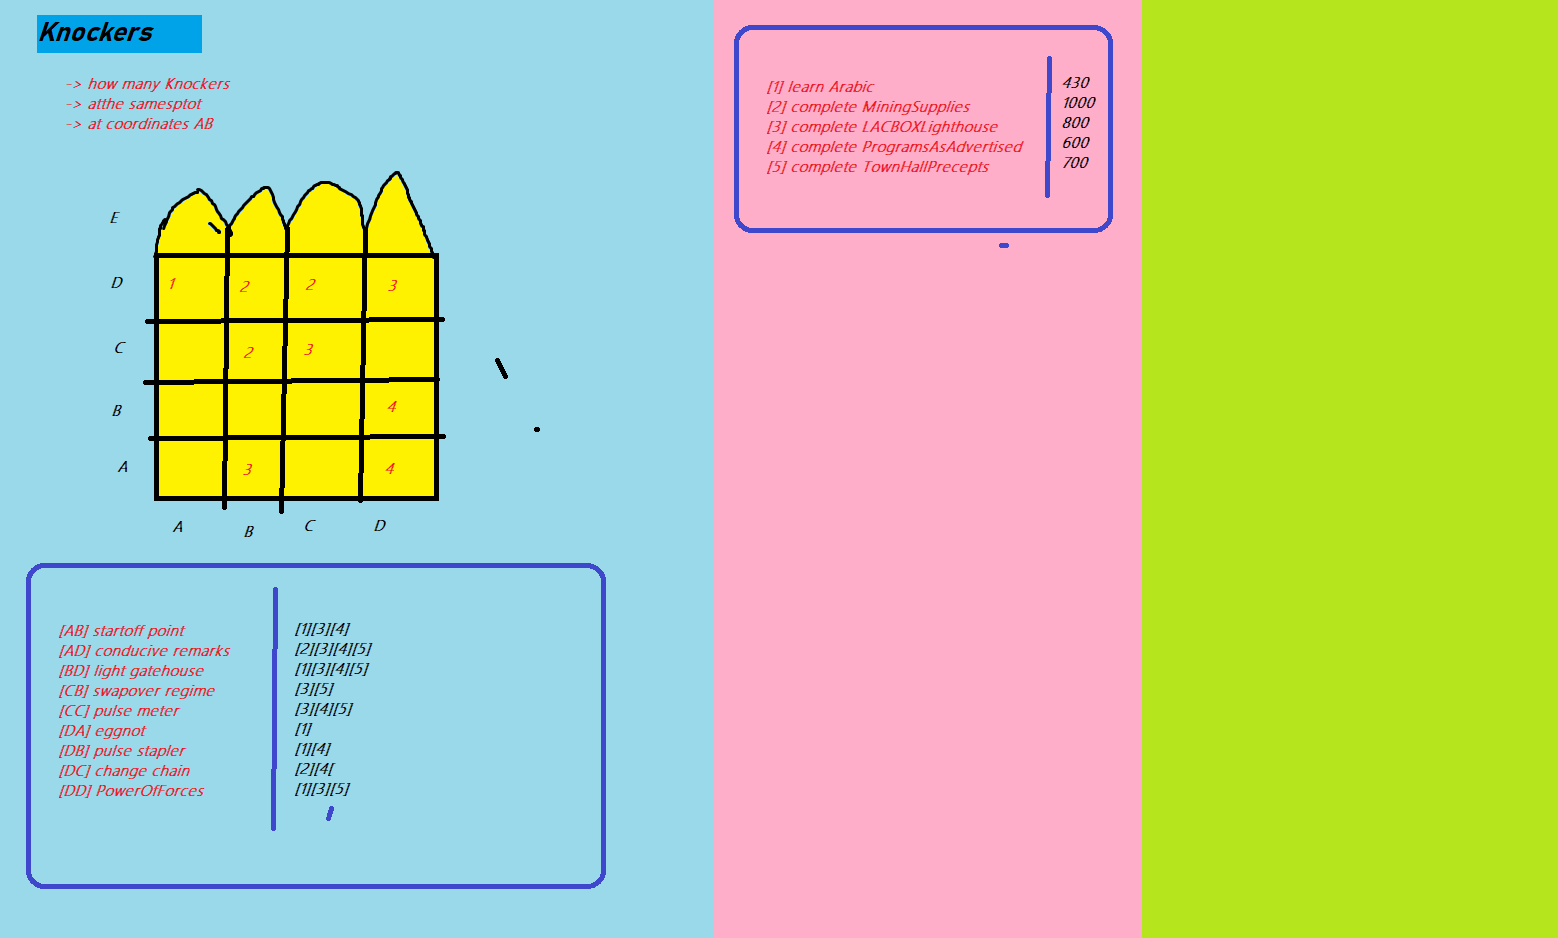 Knockers
-> how many Knockers
-> atthe samesptot
-> at coordinates AB
E
D 1 2 2 3
C 2 3
B 4
A 3 4
A B C D
[AB] startoff point [1][3][4]
[AD] conducive remarks [2][3][4][5]
[BD] light gatehouse [1][3][4][5]
[CB] swapover regime [3][5]
[CC] pulse meter [3][4][5]
[DA] eggnot [1]
[DB] pulse stapler [1][4]
[DC] change chain [2][4[
[DD] PowerOfForces [1][3][5]
[1] learn Arabic 430
[2] complete MiningSupplies 1000
[3] complete LACBOXLighthouse 800
[4] complete ProgramsAsAdvertised 600
[5] complete TownHallPrecepts 700